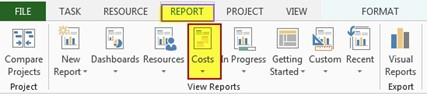 FILE TASK RESOURCE REPORT PROJECT VIEW FORMAT
Compare Projects
New Report
Dashboards
Resources
Costs
In Progress
Getting Started
Custom
Recent
Visual Reports
Project View Reports Export